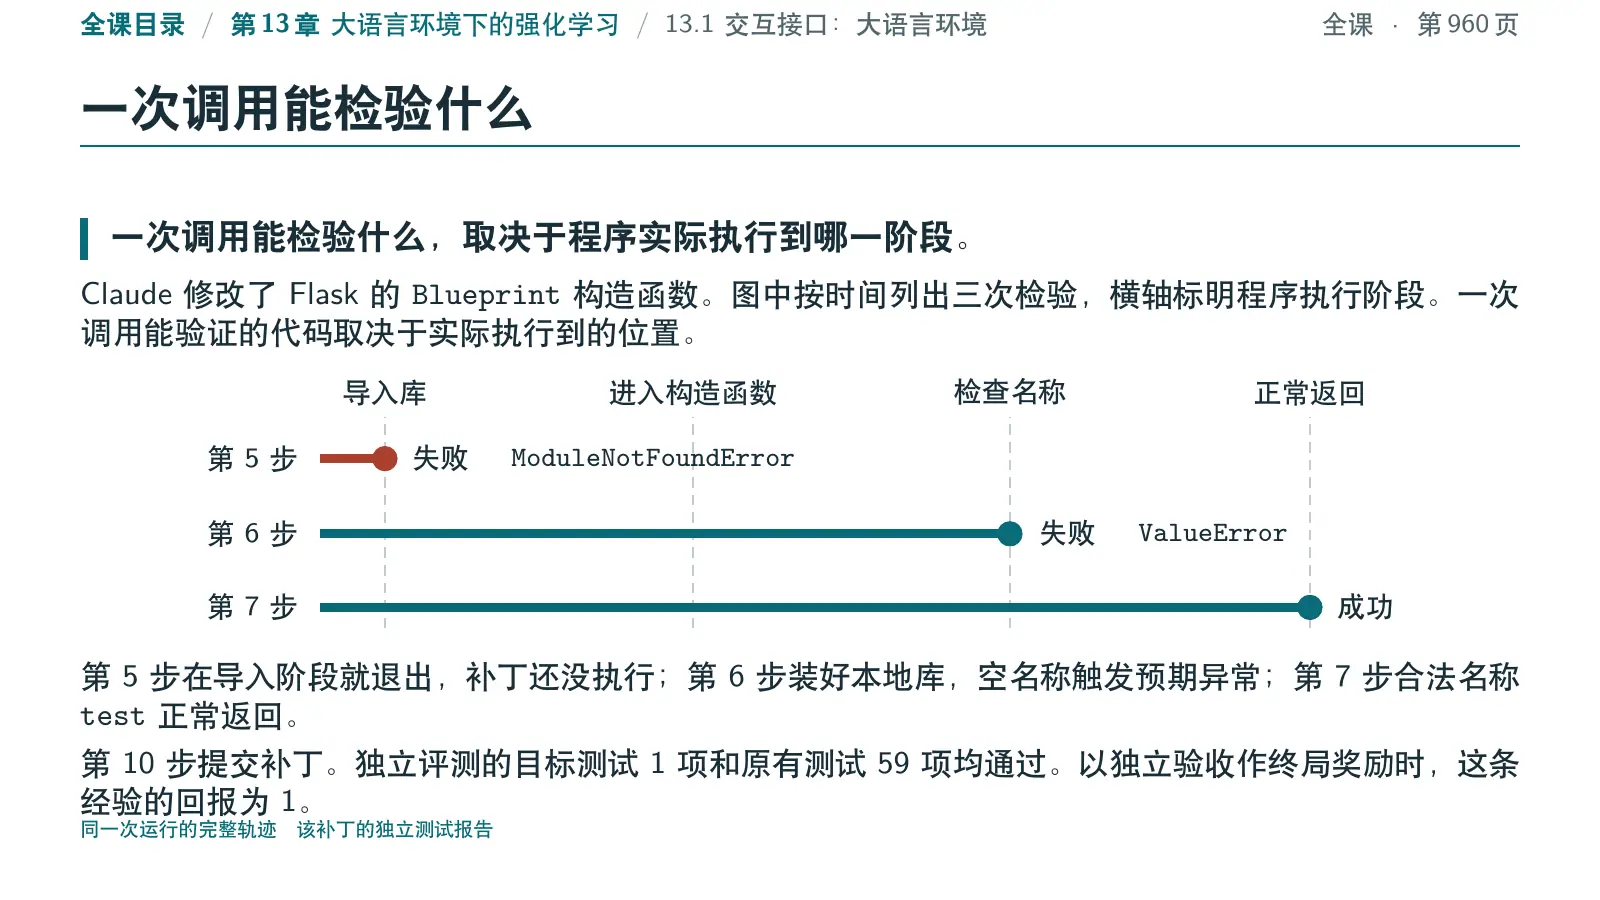 全课目录 / 第 13 章 大语言环境下的强化学习 / 13.1 交互接口：大语言环境 全课 · 第 960 页
一次调用能检验什么
一次调用能检验什么，取决于程序实际执行到哪一阶段。
Claude 修改了 Flask 的 Blueprint 构造函数。图中按时间列出三次检验，横轴标明程序执行阶段。一次
调用能验证的代码取决于实际执行到的位置。
导入库 进入构造函数 检查名称 正常返回
第 5 步 失败 ModuleNotFoundError
第 6 步 失败 ValueError
第 7 步 成功
第 5 步在导入阶段就退出，补丁还没执行；第 6 步装好本地库，空名称触发预期异常；第 7 步合法名称
test 正常返回。
第 10 步提交补丁。独立评测的目标测试 1 项和原有测试 59 项均通过。以独立验收作终局奖励时，这条
经验的回报为 1。
同一次运行的完整轨迹 该补丁的独立测试报告